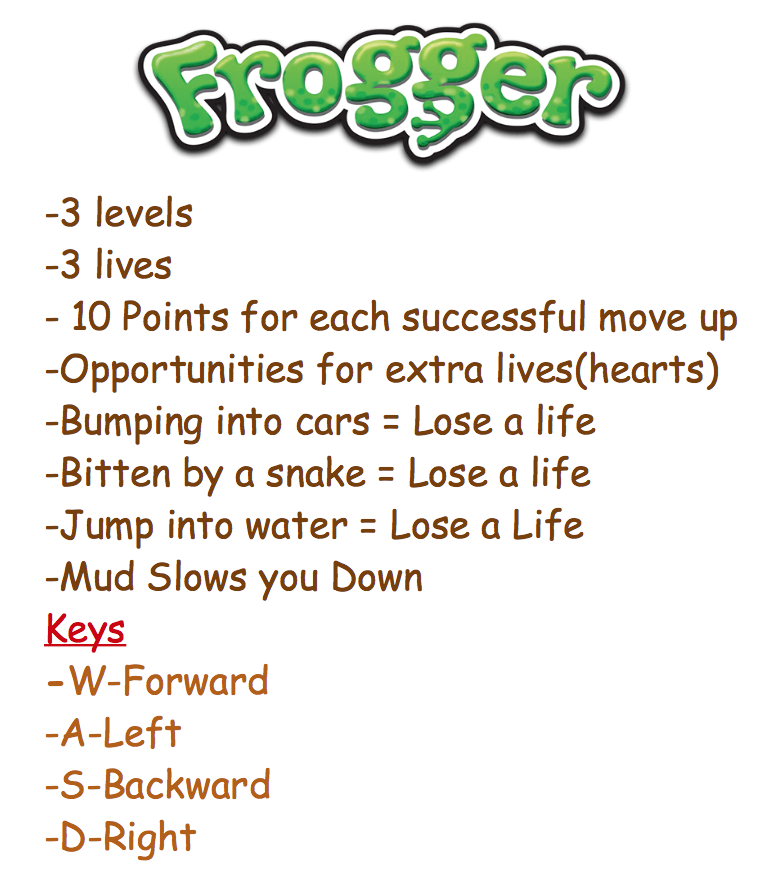 Frogger
-3 levels
-3 lives
- 10 Points for each successful move up
-Opportunities for extra lives(hearts)
-Bumping into cars = Lose a life
-Bitten by a snake = Lose a life
-Jump into water = Lose a Life
-Mud Slows you Down
Keys
-W-Forward
-A-Left
-S-Backward
-D-Right